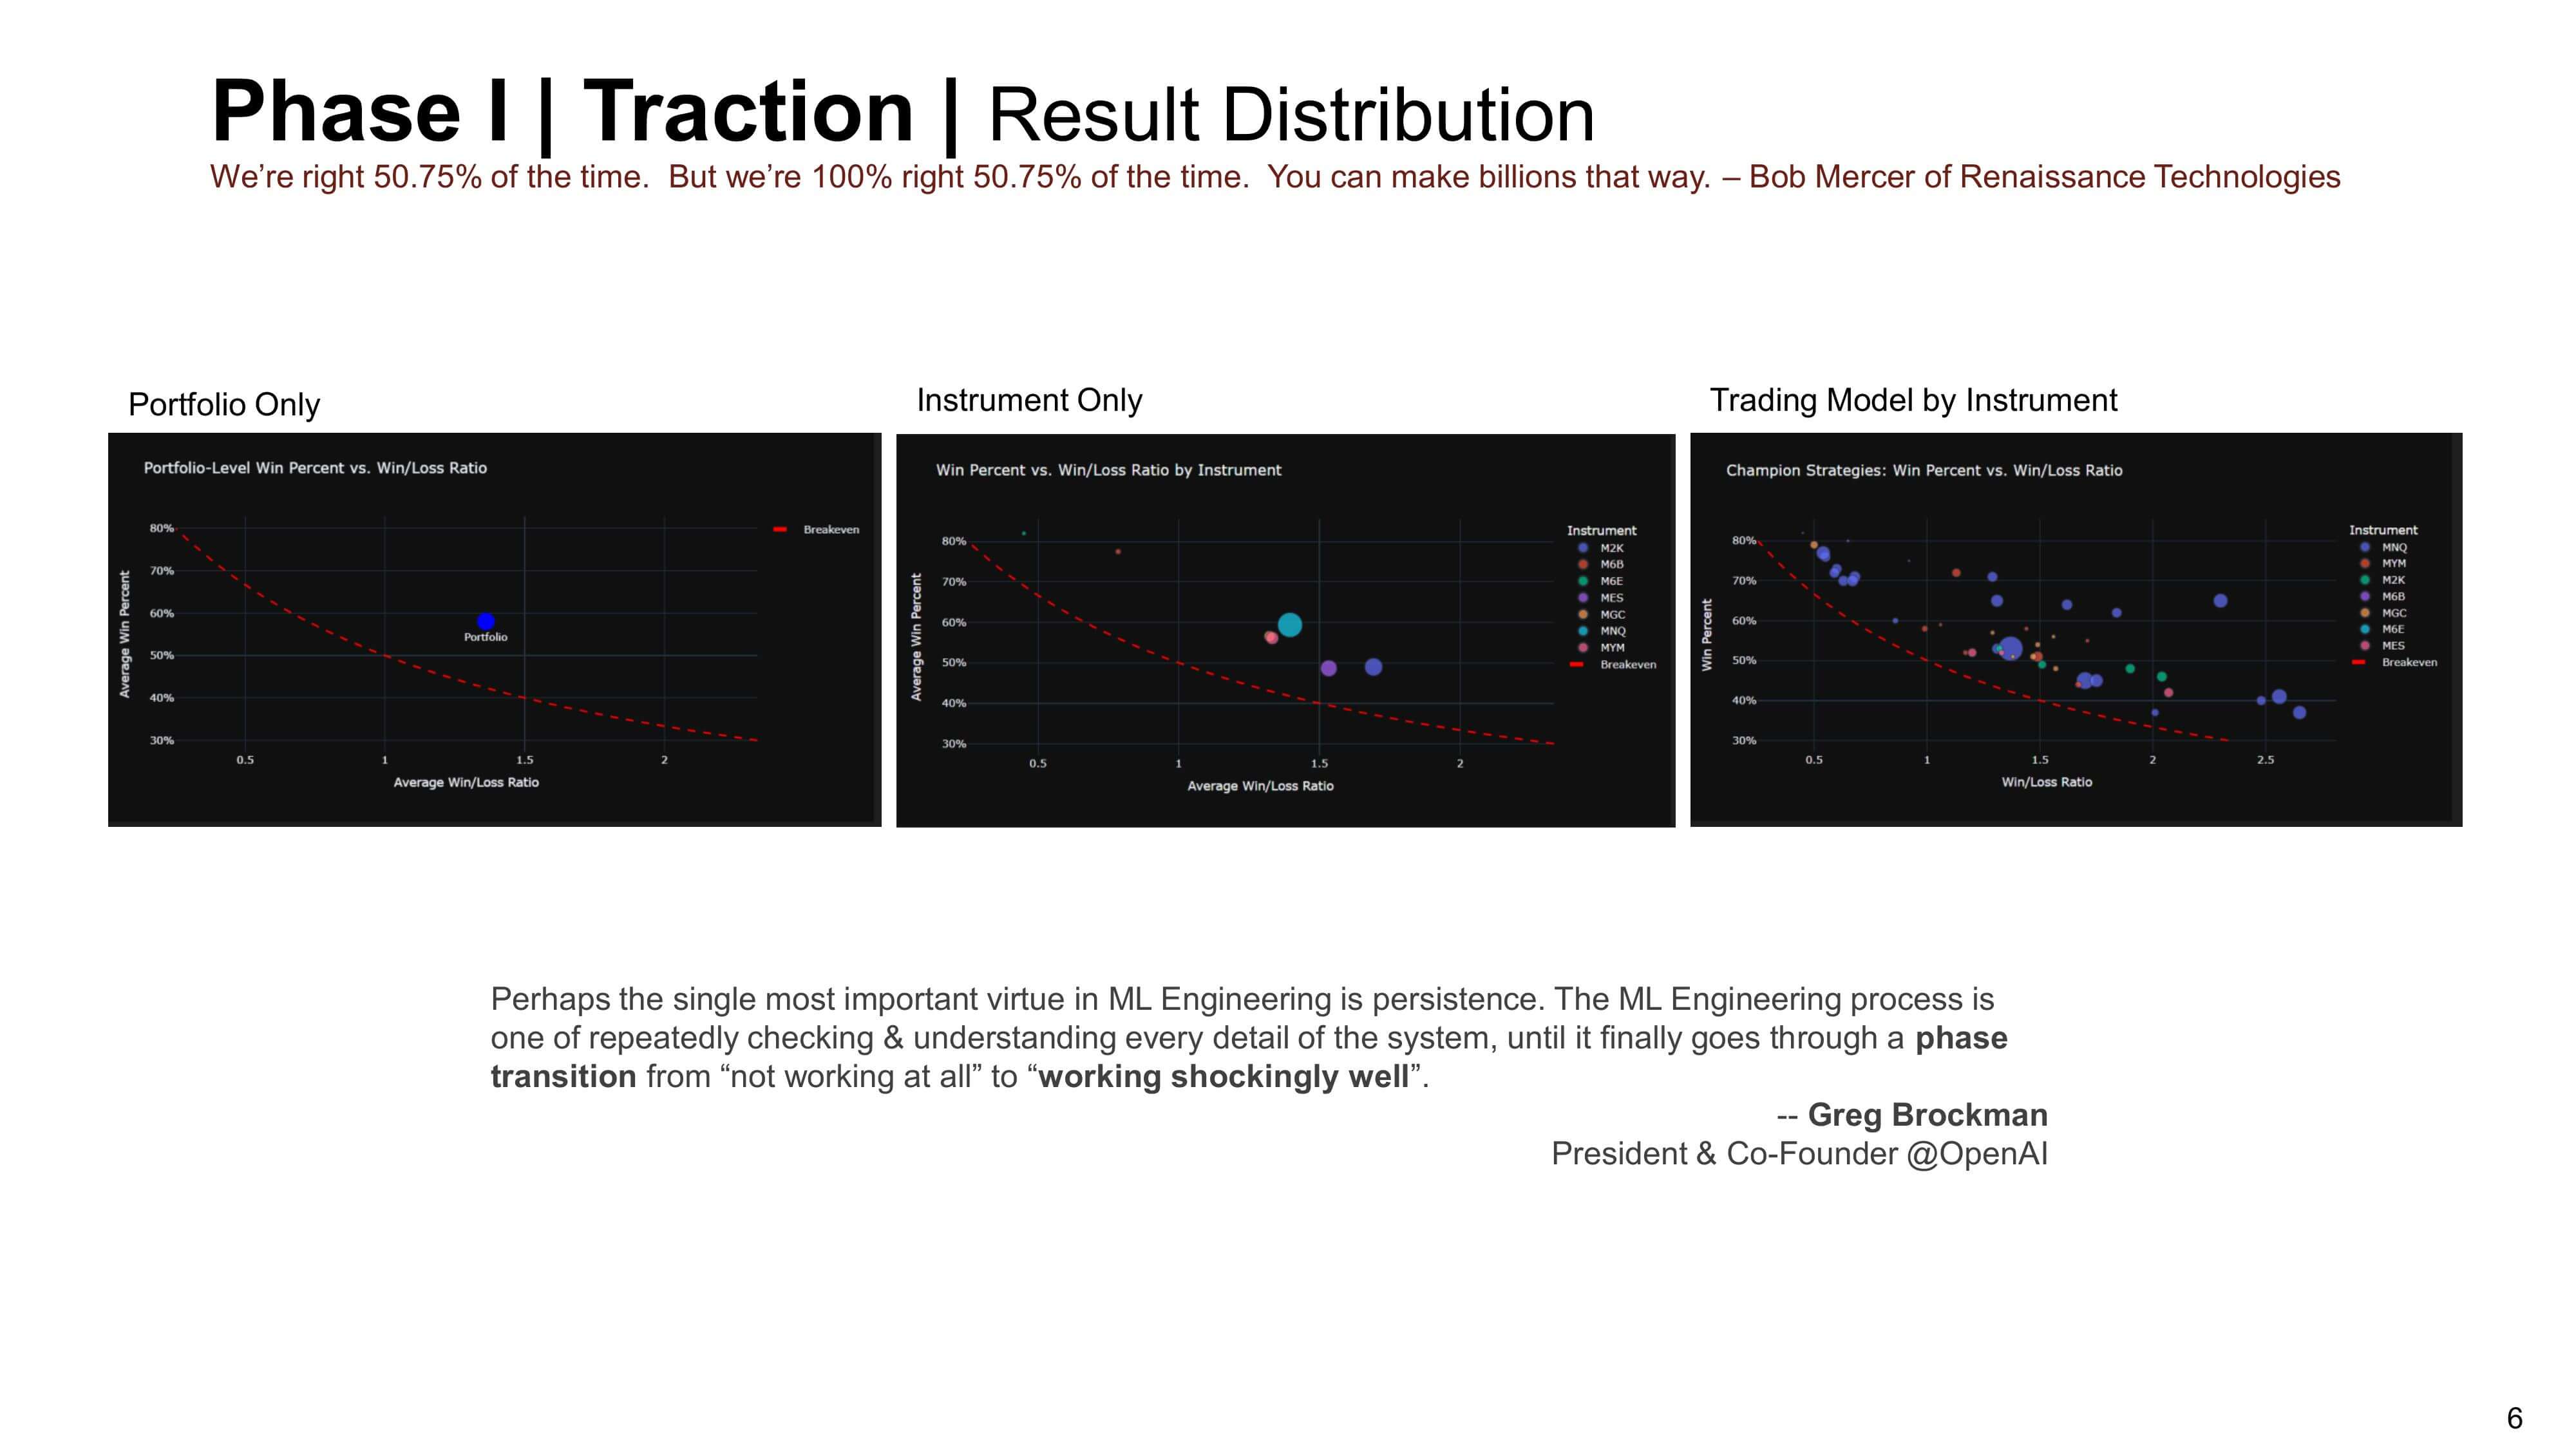 Phase I | Traction | Result Distribution
We’re right 50.75% of the time.  But we’re 100% right 50.75% of the time.  You can make billions that way. – Bob Mercer of Renaissance Technologies
Portfolio Only
Portfolio-Level Win Percent vs. Win/Loss Ratio
Average Win Percent
80%
70%
60%
50%
40%
30%
Portfolio
Breakeven
0.5
1
1.5
2
Average Win/Loss Ratio
Instrument Only
Win Percent vs. Win/Loss Ratio by Instrument
Average Win Percent
80%
70%
60%
50%
40%
30%
0.5
1
1.5
2
Average Win/Loss Ratio
Instrument
M2K
M6B
M6E
MES
MGC
MNQ
MYM
Breakeven
Trading Model by Instrument
Champion Strategies: Win Percent vs. Win/Loss Ratio
Win Percent
80%
70%
60%
50%
40%
30%
0.5
1
1.5
2
2.5
Win/Loss Ratio
Instrument
MNQ
MYM
M2K
M6B
MGC
M6E
MES
Breakeven
Perhaps the single most important virtue in ML Engineering is persistence. The ML Engineering process is
one of repeatedly checking & understanding every detail of the system, until it finally goes through a phase
transition from “not working at all” to “working shockingly well”.
-- Greg Brockman
President & Co-Founder @OpenAI
6